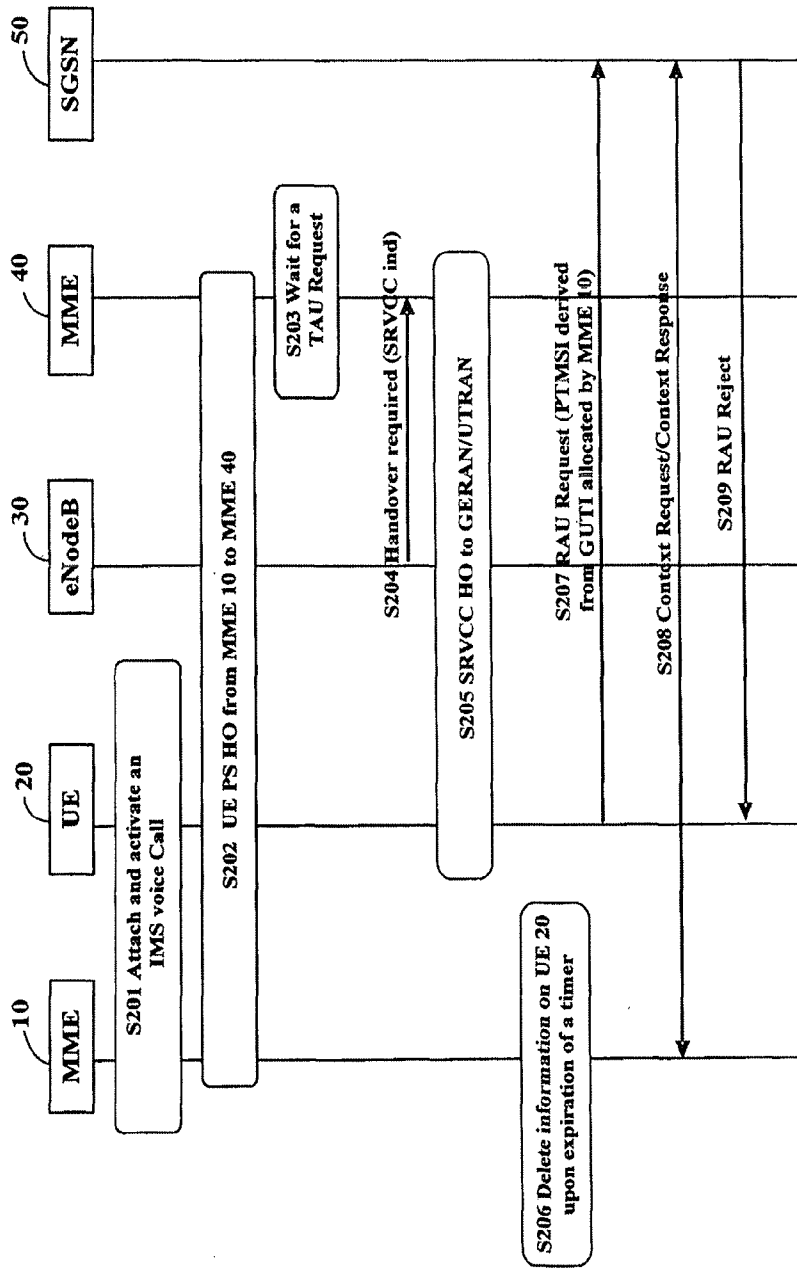 10
20
30
40
50
MME
UE
eNodeB
MME
SGSN
S201 Attach and activate an
IMS voice Call
S202 UE PS HO from MME 10 to MME 40
S203 Wait for a
TAU Request
S204 Handover required (SRVCC ind)
S205 SRVCC HO to GERAN/UTRAN
S206 Delete information on UE 20
upon expiration of a timer
S207 RAU Request (PTMSI derived
from GUTI allocated by MME 10)
S208 Context Request/Context Response
S209 RAU Reject